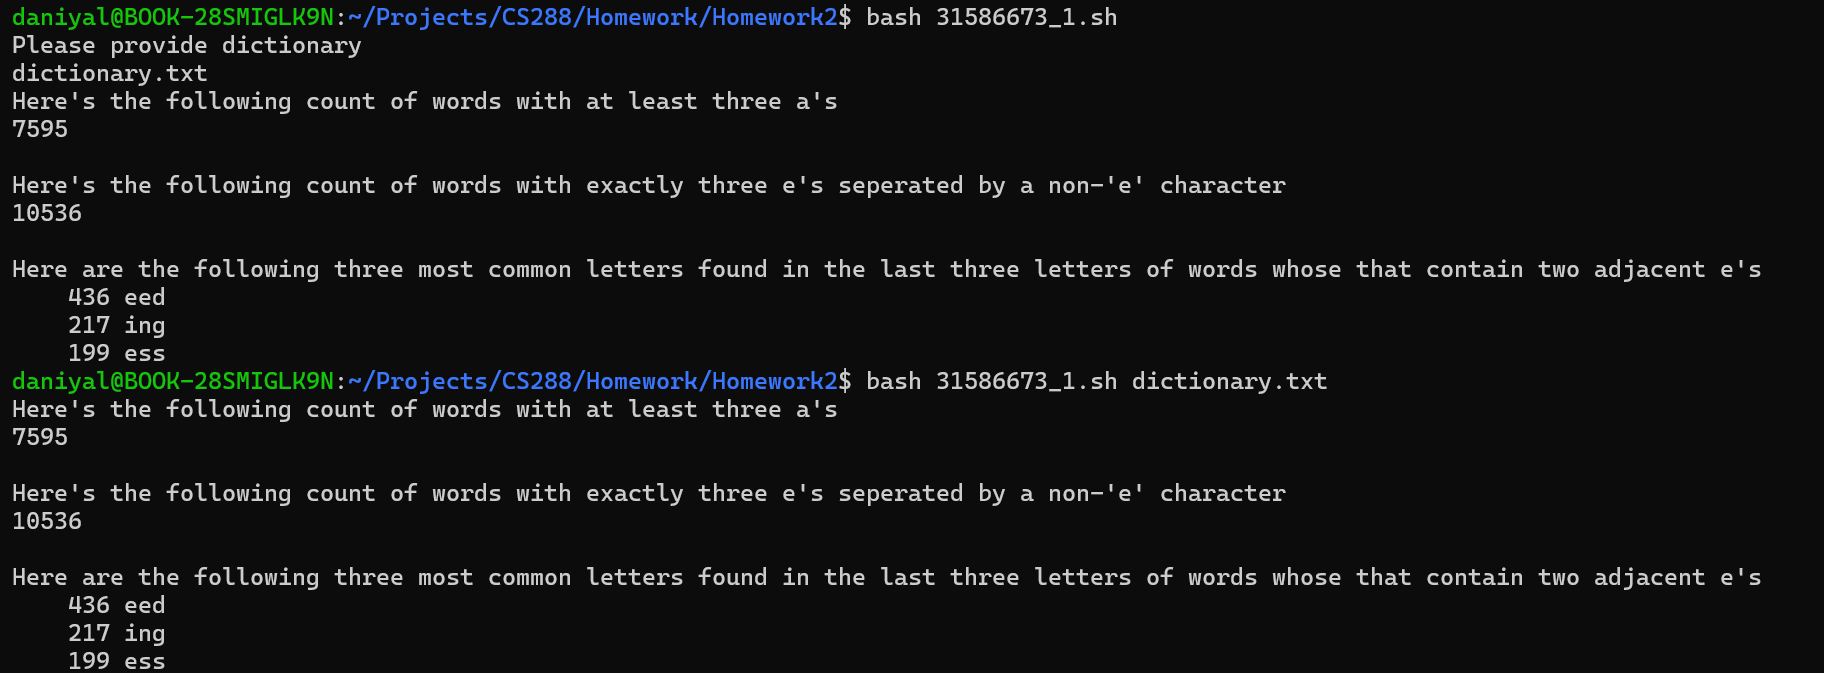 daniyal@BOOK-28SMIGLK9N:~/Projects/CS288/Homework/Homework2$ bash 31586673_1.sh
Please provide dictionary
dictionary.txt
Here's the following count of words with at least three a's
7595
Here's the following count of words with exactly three e's seperated by a non-'e' character
10536
Here are the following three most common letters found in the last three letters of words whose that contain two adjacent e's
436 eed
217 ing
199 ess
daniyal@BOOK-28SMIGLK9N:~/Projects/CS288/Homework/Homework2$ bash 31586673_1.sh dictionary.txt
Here's the following count of words with at least three a's
7595
Here's the following count of words with exactly three e's seperated by a non-'e' character
10536
Here are the following three most common letters found in the last three letters of words whose that contain two adjacent e's
436 eed
217 ing
199 ess